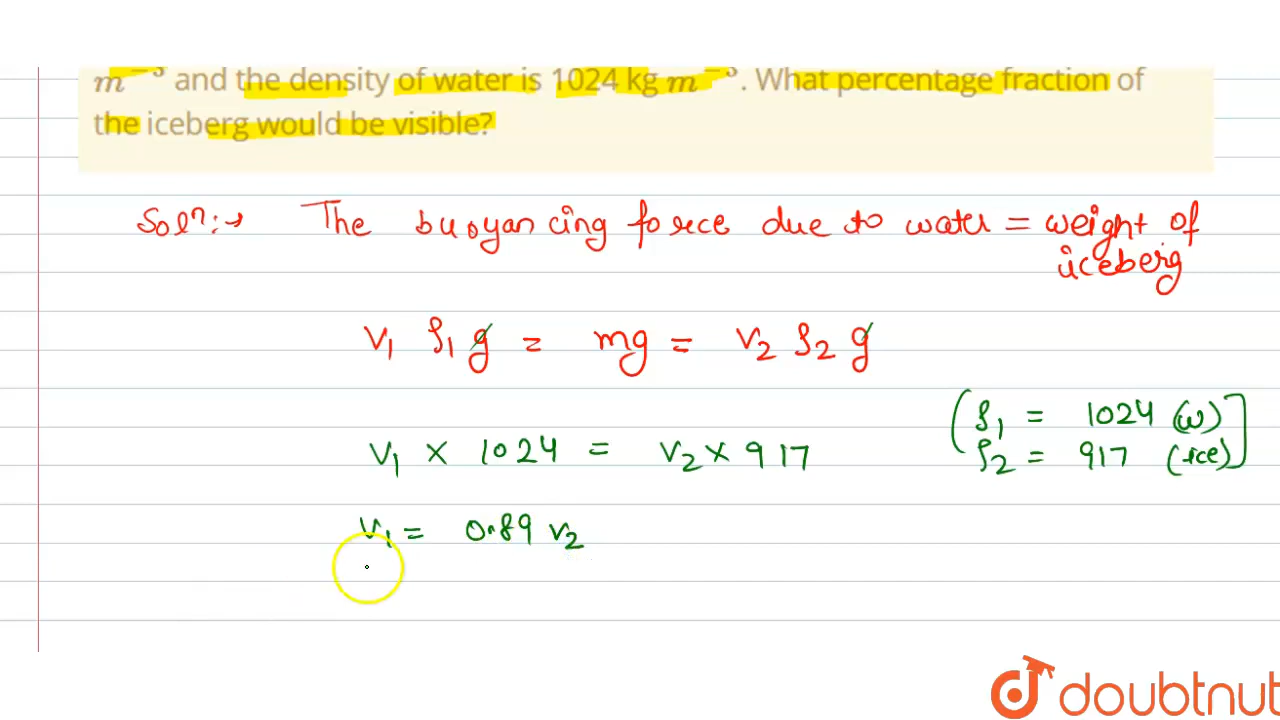 m⁻³ and the density of water is 1024 kg m⁻³. What percentage fraction of
the iceberg would be visible?
Solⁿ:→ The buoyancing force due to water = weight of
iceberg
V₁ ρ₁ g = mg = V₂ ρ₂ g
(ρ₁ = 1024 (w)
V₁ × 1024 = V₂ × 917
ρ₂ = 917 (ice)]
V₁ = 0.89 V₂
doubtnut